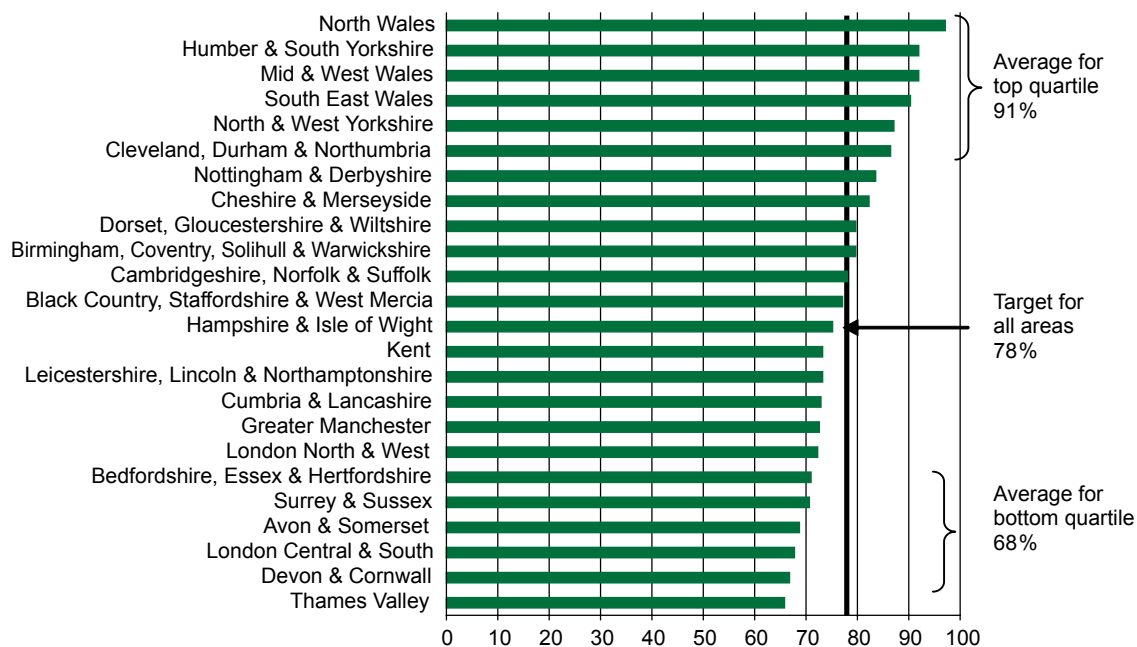 North Wales
Humber & South Yorkshire
Mid & West Wales
South East Wales
North & West Yorkshire
Cleveland, Durham & Northumbria
Nottingham & Derbyshire
Cheshire & Merseyside
Dorset, Gloucestershire & Wiltshire
Birmingham, Coventry, Solihull & Warwickshire
Cambridgeshire, Norfolk & Suffolk
Black Country, Staffordshire & West Mercia
Hampshire & Isle of Wight
Kent
Leicestershire, Lincoln & Northamptonshire
Cumbria & Lancashire
Greater Manchester
London North & West
Bedfordshire, Essex & Hertfordshire
Surrey & Sussex
Avon & Somerset
London Central & South
Devon & Cornwall
Thames Valley
0 10 20 30 40 50 60 70 80 90 100
Average for
top quartile
91%
Target for
all areas
78%
Average for
bottom quartile
68%